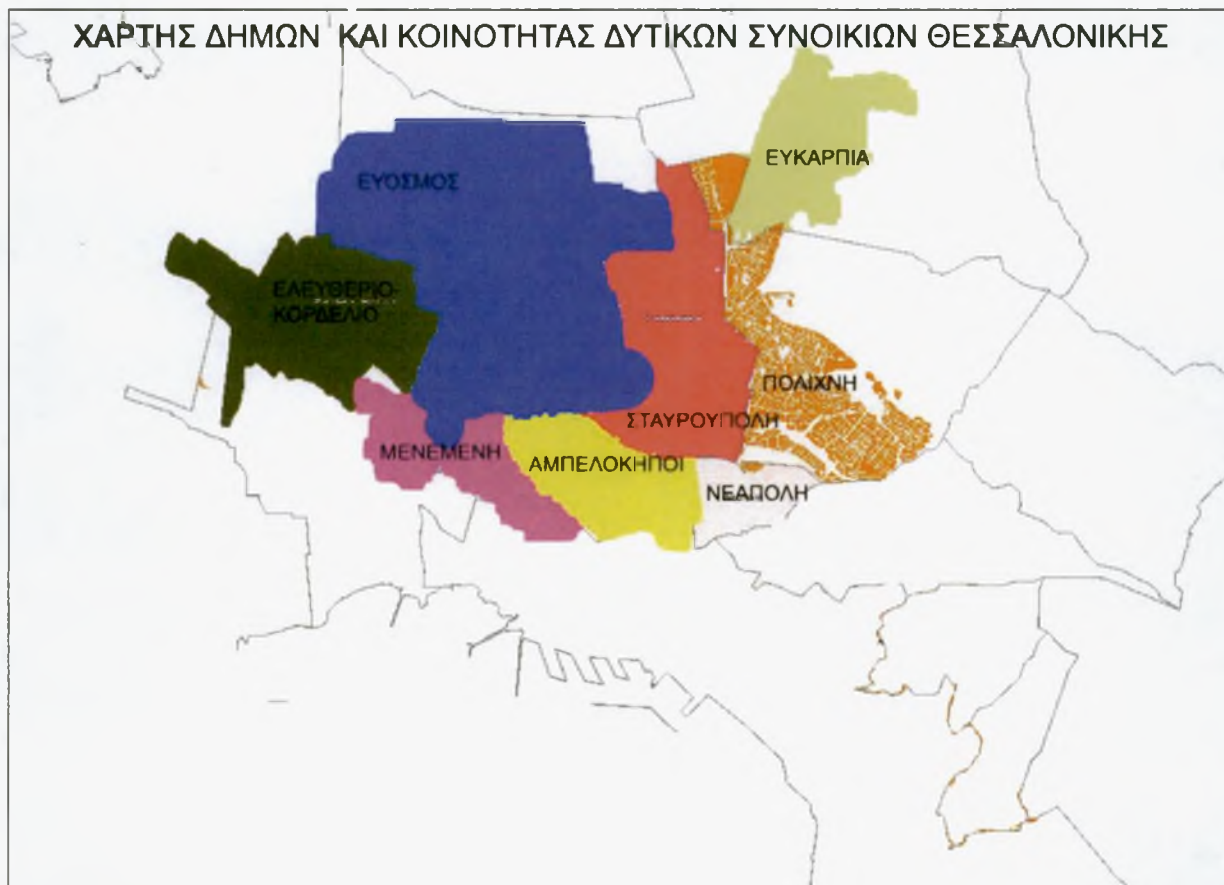 ΧΑΡΤΗΣ ΔΗΜΩΝ ΚΑΙ ΚΟΙΝΟΤΗΤΑΣ ΔΥΤΙΚΩΝ ΣΥΝΟΙΚΙΩΝ ΘΕΣΣΑΛΟΝΙΚΗΣ
ΕΥΚΑΡΠΙΑ
ΕΥΟΣΜΟΣ
ΕΛΕΥΘΕΡΙΟ-
ΚΟΡΔΕΛΙΟ
ΠΟΛΙΧΝΗ
ΣΤΑΥΡΟΥΠΟΛΗ
ΜΕΝΕΜΕΝΗ
ΑΜΠΕΛΟΚΗΠΟΙ
ΝΕΑΠΟΛΗ